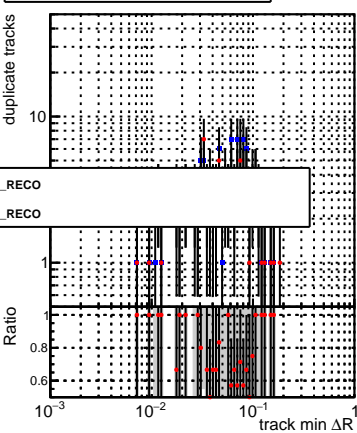 duplicate tracks
10
_RECO
_RECO
1
Ratio
1
0.8
0.6
10⁻³ 10⁻² 10⁻¹ 1
track min ΔR